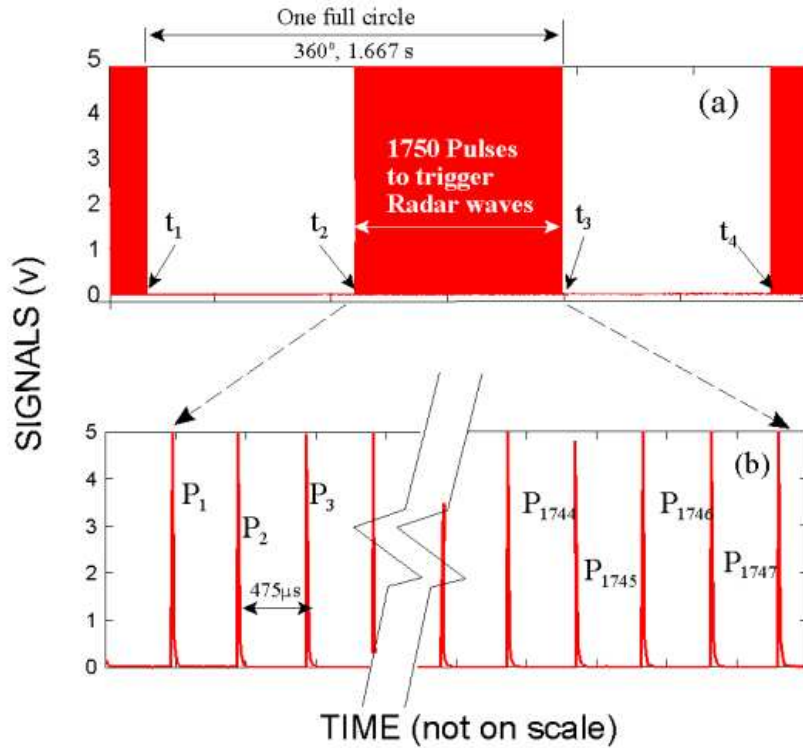 One full circle
360⁰, 1.667 s
5
4
3
2
1
0
(a)
1750 Pulses
to trigger
Radar waves
t₁
t₂
t₃
t₄
SIGNALS (v)
5
4
3
2
1
0
(b)
P₁
P₂
P₃
475μs
P₁₇₄₄
P₁₇₄₅
P₁₇₄₆
P₁₇₄₇
TIME (not on scale)